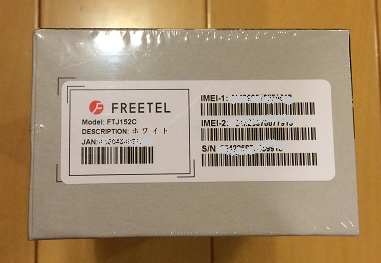 FREETEL
Model: FTJ152C
DESCRIPTION: ホワイト
JAN:
IMEI-1:
IMEI-2:
S/N